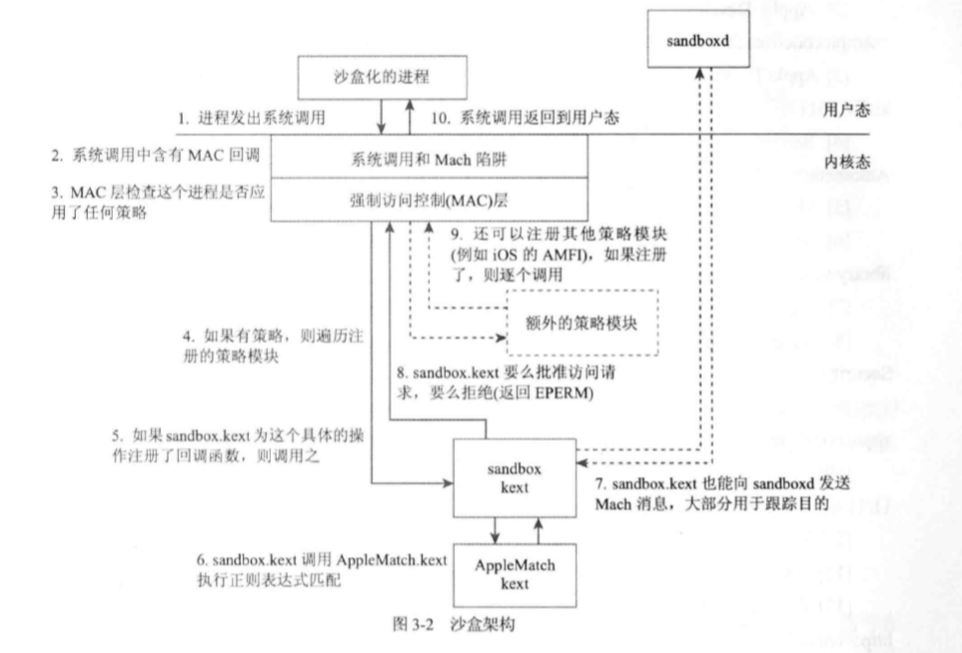 sandboxd
沙盒化的进程
1. 进程发出系统调用
10. 系统调用返回到用户态
用户态
2. 系统调用中含有 MAC 回调
系统调用和 Mach 陷阱
内核态
3. MAC 层检查这个进程是否应
用了任何策略
强制访问控制(MAC)层
9. 还可以注册其他策略模块
(例如 iOS 的 AMFI)，如果注册
了，则逐个调用
额外的策略模块
4. 如果有策略，则遍历注
册的策略模块
8. sandbox.kext 要么批准访问请
求，要么拒绝(返回 EPERM)
5. 如果 sandbox.kext 为这个具体的操
作注册了回调函数，则调用之
sandbox
kext
7. sandbox.kext 也能向 sandboxd 发送
Mach 消息，大部分用于跟踪目的
6. sandbox.kext 调用 AppleMatch.kext
执行正则表达式匹配
AppleMatch
kext
图 3-2 沙盒架构